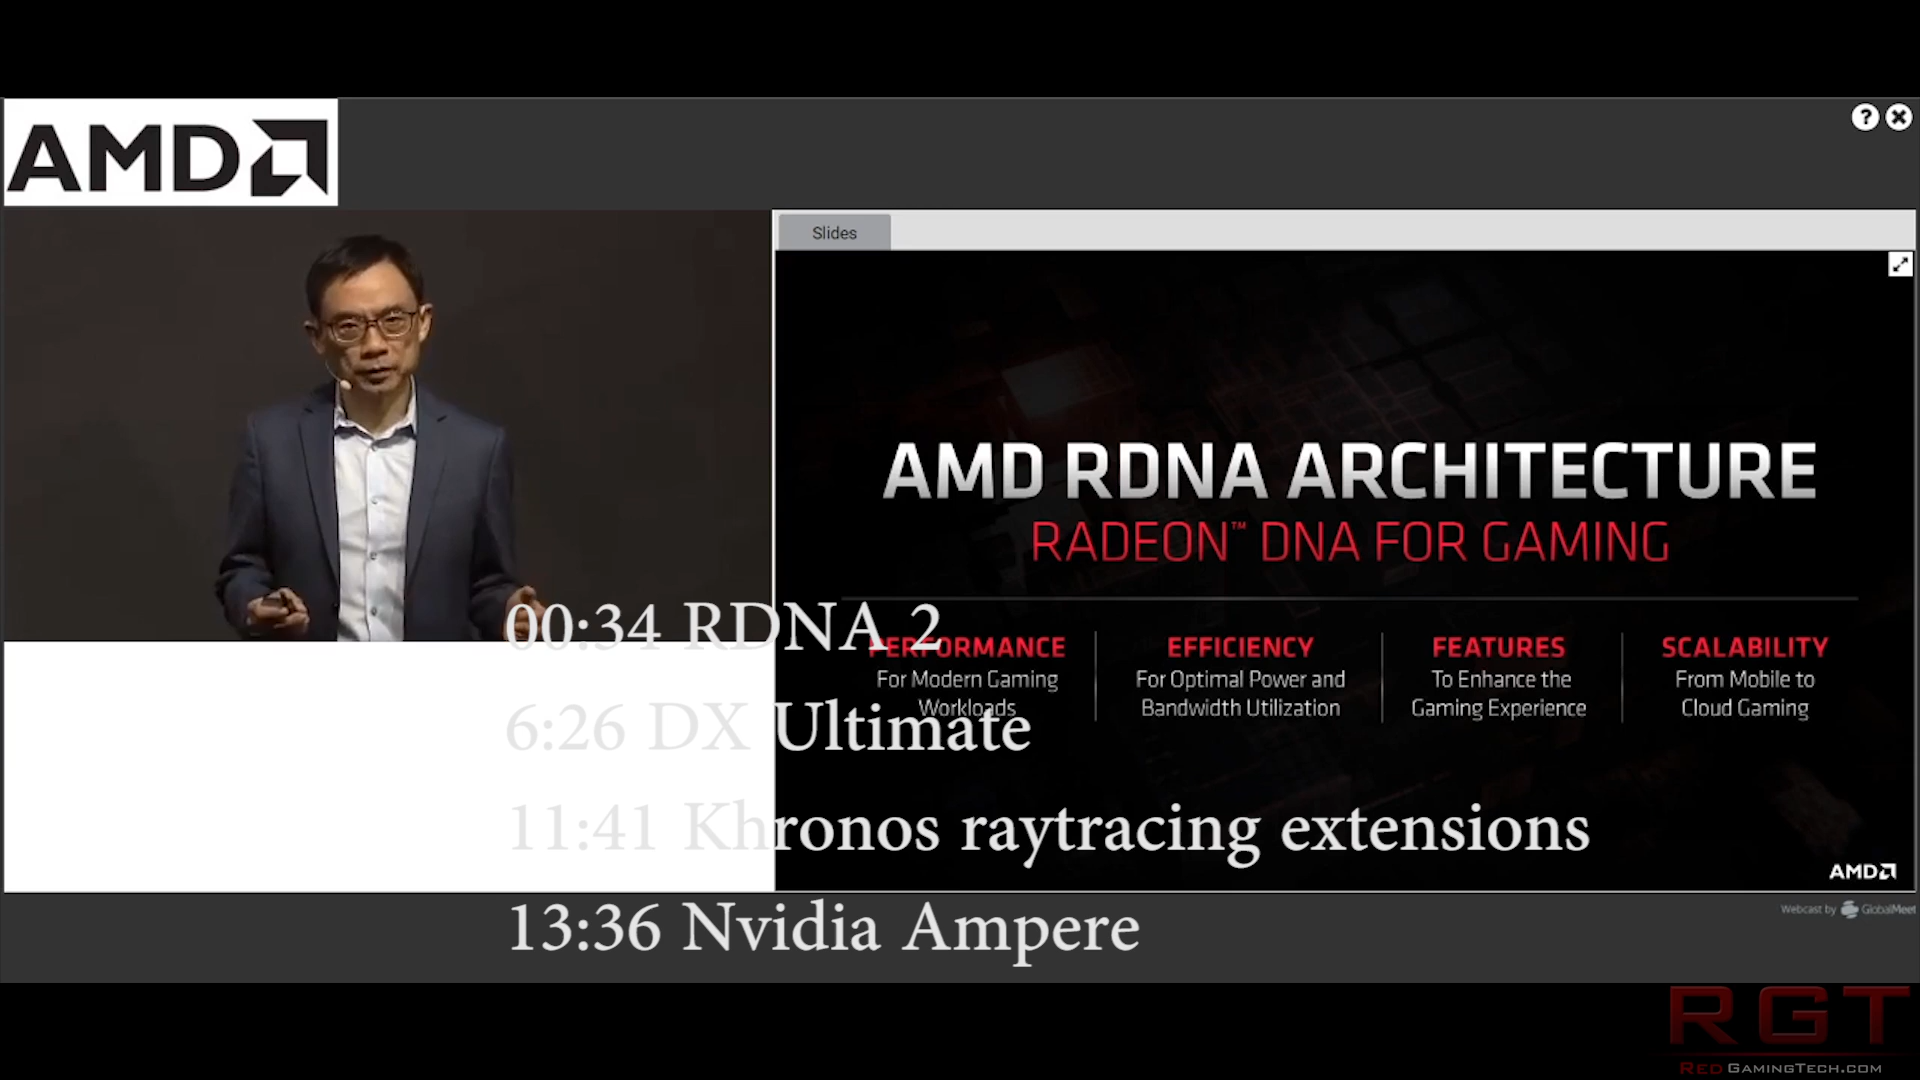 AMD
? ×
Slides
AMD RDNA ARCHITECTURE
RADEON™ DNA FOR GAMING
PERFORMANCE
For Modern Gaming
Workloads
EFFICIENCY
For Optimal Power and
Bandwidth Utilization
FEATURES
To Enhance the
Gaming Experience
SCALABILITY
From Mobile to
Cloud Gaming
00:34 RDNA 2
6:26 DX Ultimate
11:41 Khronos raytracing extensions
13:36 Nvidia Ampere
AMD
Webcast by GlobalMeet
RGT
REDGAMINGTECH.COM